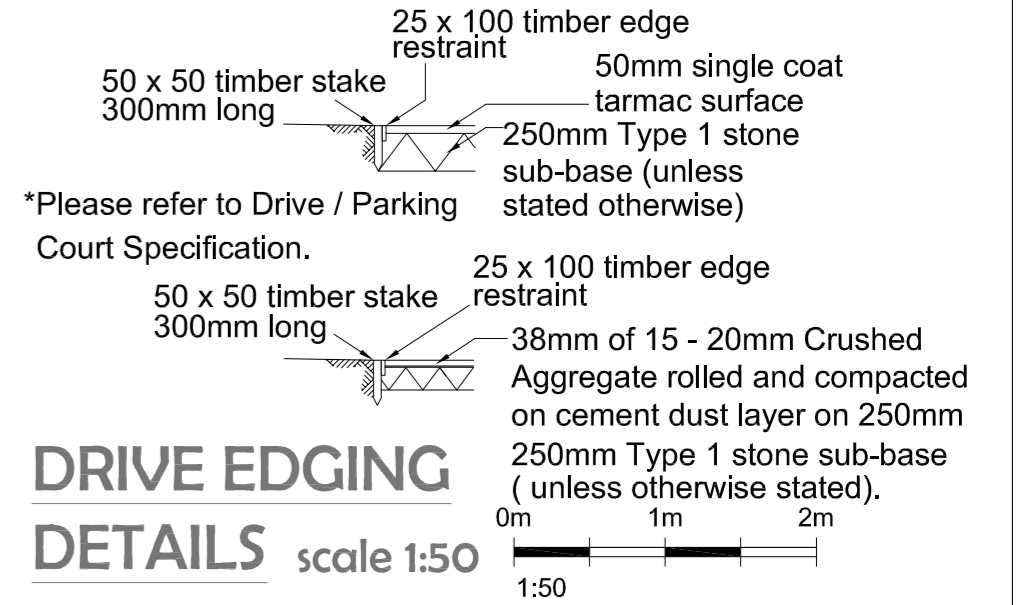 25 x 100 timber edge
restraint
50 x 50 timber stake
300mm long
50mm single coat
tarmac surface
250mm Type 1 stone
sub-base (unless
stated otherwise)
*Please refer to Drive / Parking
Court Specification.
25 x 100 timber edge
restraint
50 x 50 timber stake
300mm long
38mm of 15 - 20mm Crushed
Aggregate rolled and compacted
on cement dust layer on 250mm
250mm Type 1 stone sub-base
( unless otherwise stated).
DRIVE EDGING
DETAILS scale 1:50
0m 1m 2m
1:50